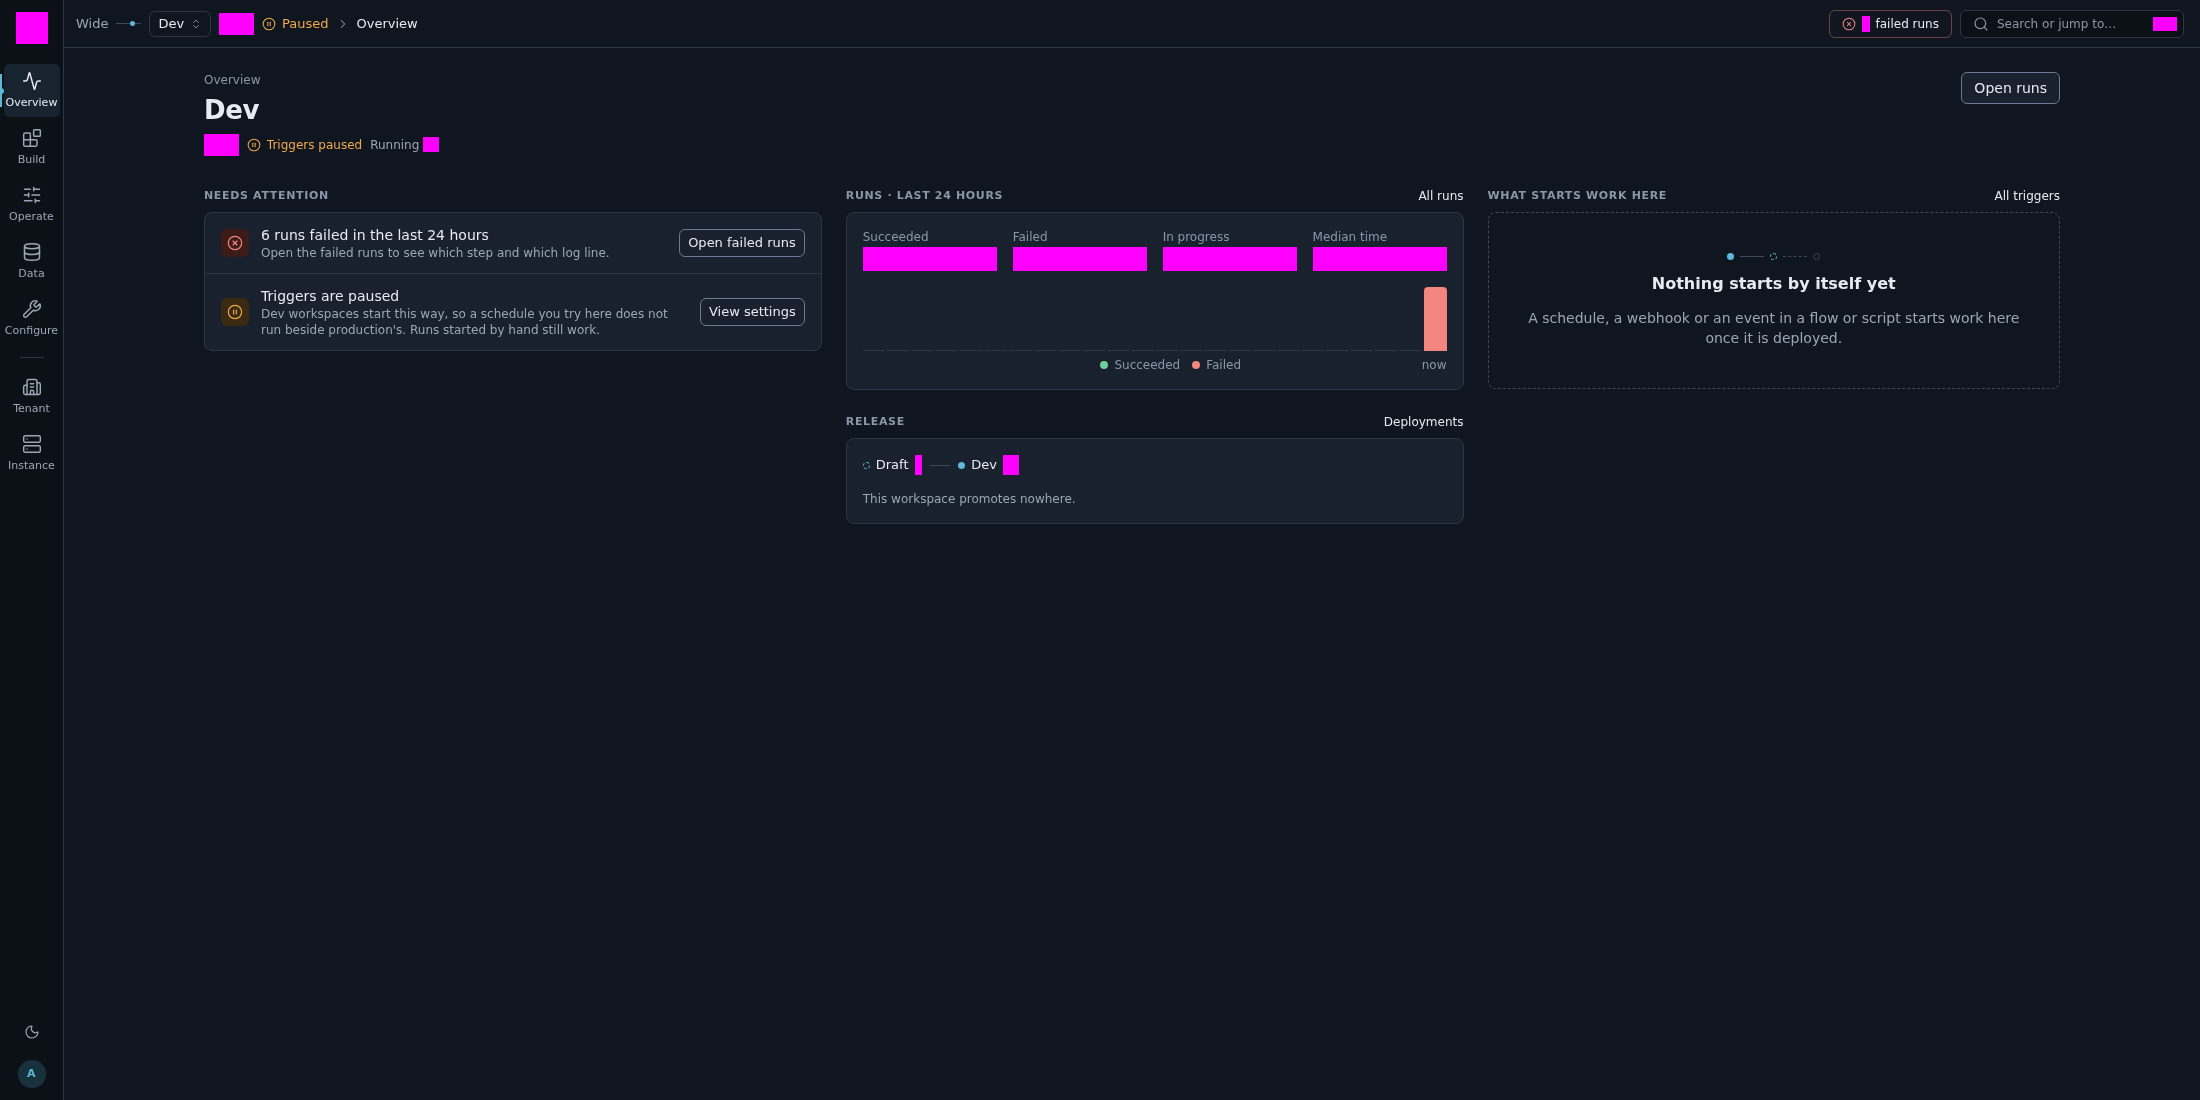 Wide
Dev
Paused
Overview
failed runs
Search or jump to...
Overview
Build
Operate
Data
Configure
Tenant
Instance
A
Overview
Dev
Triggers paused
Running
Open runs
NEEDS ATTENTION
6 runs failed in the last 24 hours
Open the failed runs to see which step and which log line.
Open failed runs
Triggers are paused
Dev workspaces start this way, so a schedule you try here does not
run beside production's. Runs started by hand still work.
View settings
RUNS · LAST 24 HOURS
All runs
Succeeded
Failed
In progress
Median time
Succeeded
Failed
now
RELEASE
Deployments
Draft
Dev
This workspace promotes nowhere.
WHAT STARTS WORK HERE
All triggers
Nothing starts by itself yet
A schedule, a webhook or an event in a flow or script starts work here
once it is deployed.